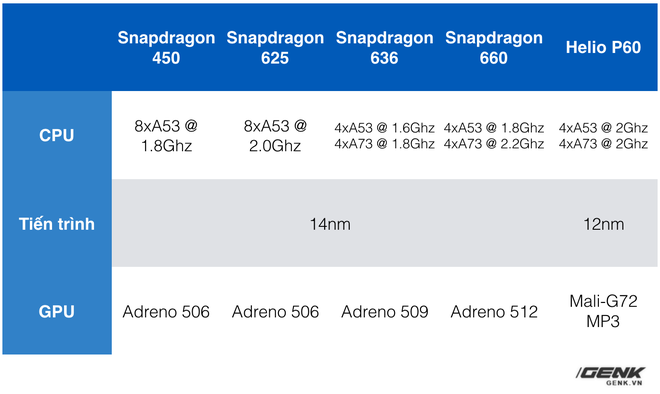 Snapdragon 450
Snapdragon 625
Snapdragon 636
Snapdragon 660
Helio P60
CPU
8xA53 @ 1.8Ghz
8xA53 @ 2.0Ghz
4xA53 @ 1.6Ghz
4xA73 @ 1.8Ghz
4xA53 @ 1.8Ghz
4xA73 @ 2.2Ghz
4xA53 @ 2Ghz
4xA73 @ 2Ghz
Tiến trình
14nm
12nm
GPU
Adreno 506
Adreno 506
Adreno 509
Adreno 512
Mali-G72 MP3
GENK
GENK.VN